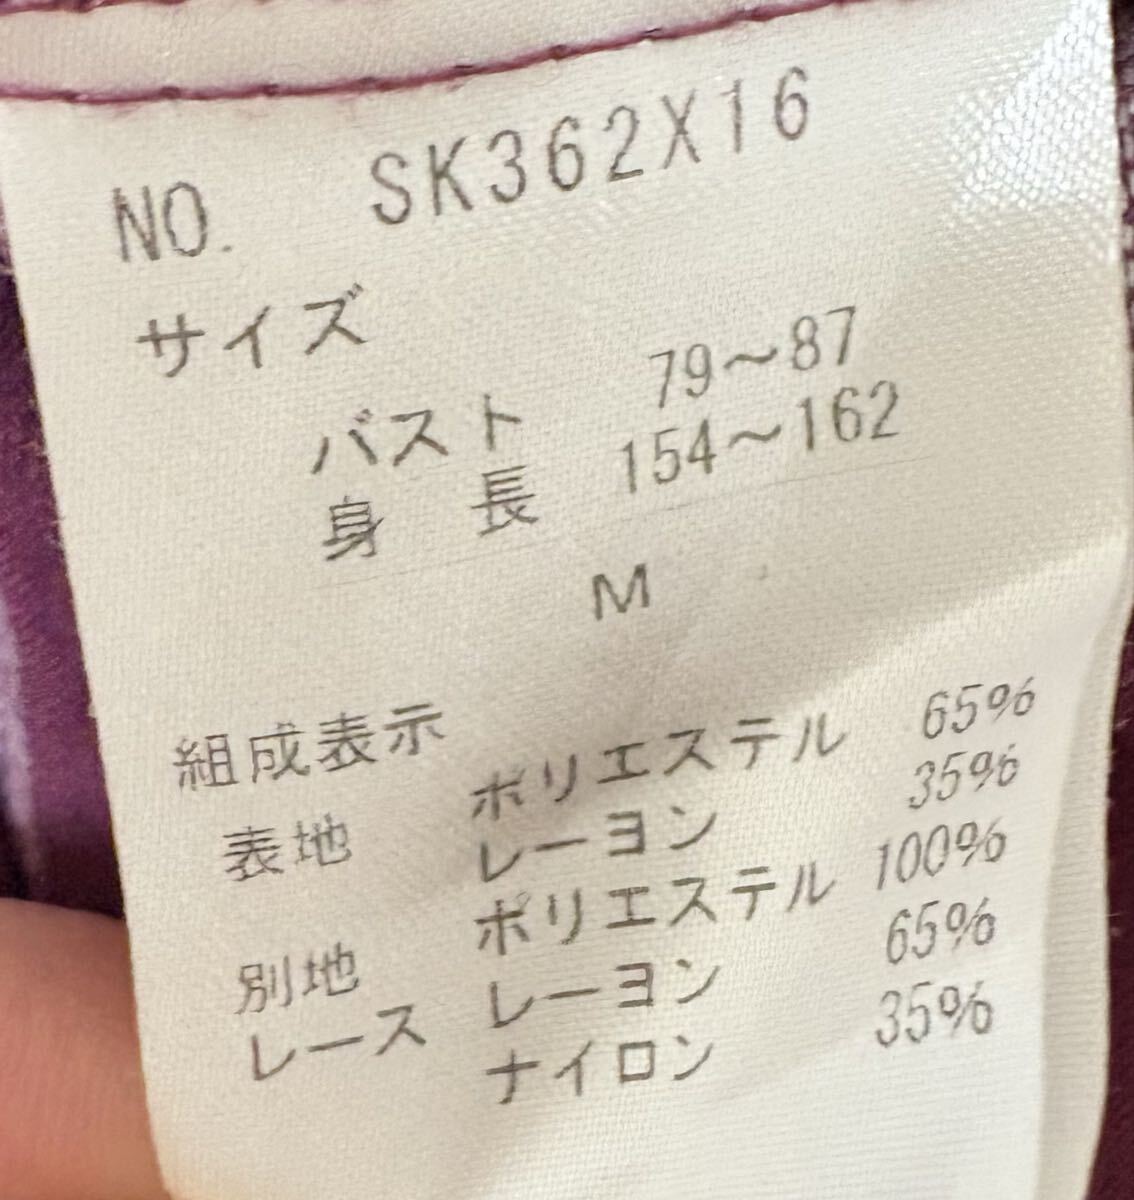 NO. SK362X16
サイズ
バスト 79～87
身 長 154～162
M
組成表示
表地 ポリエステル 65%
レーヨン 35%
別地 ポリエステル 100%
レース レーヨン 65%
ナイロン 35%